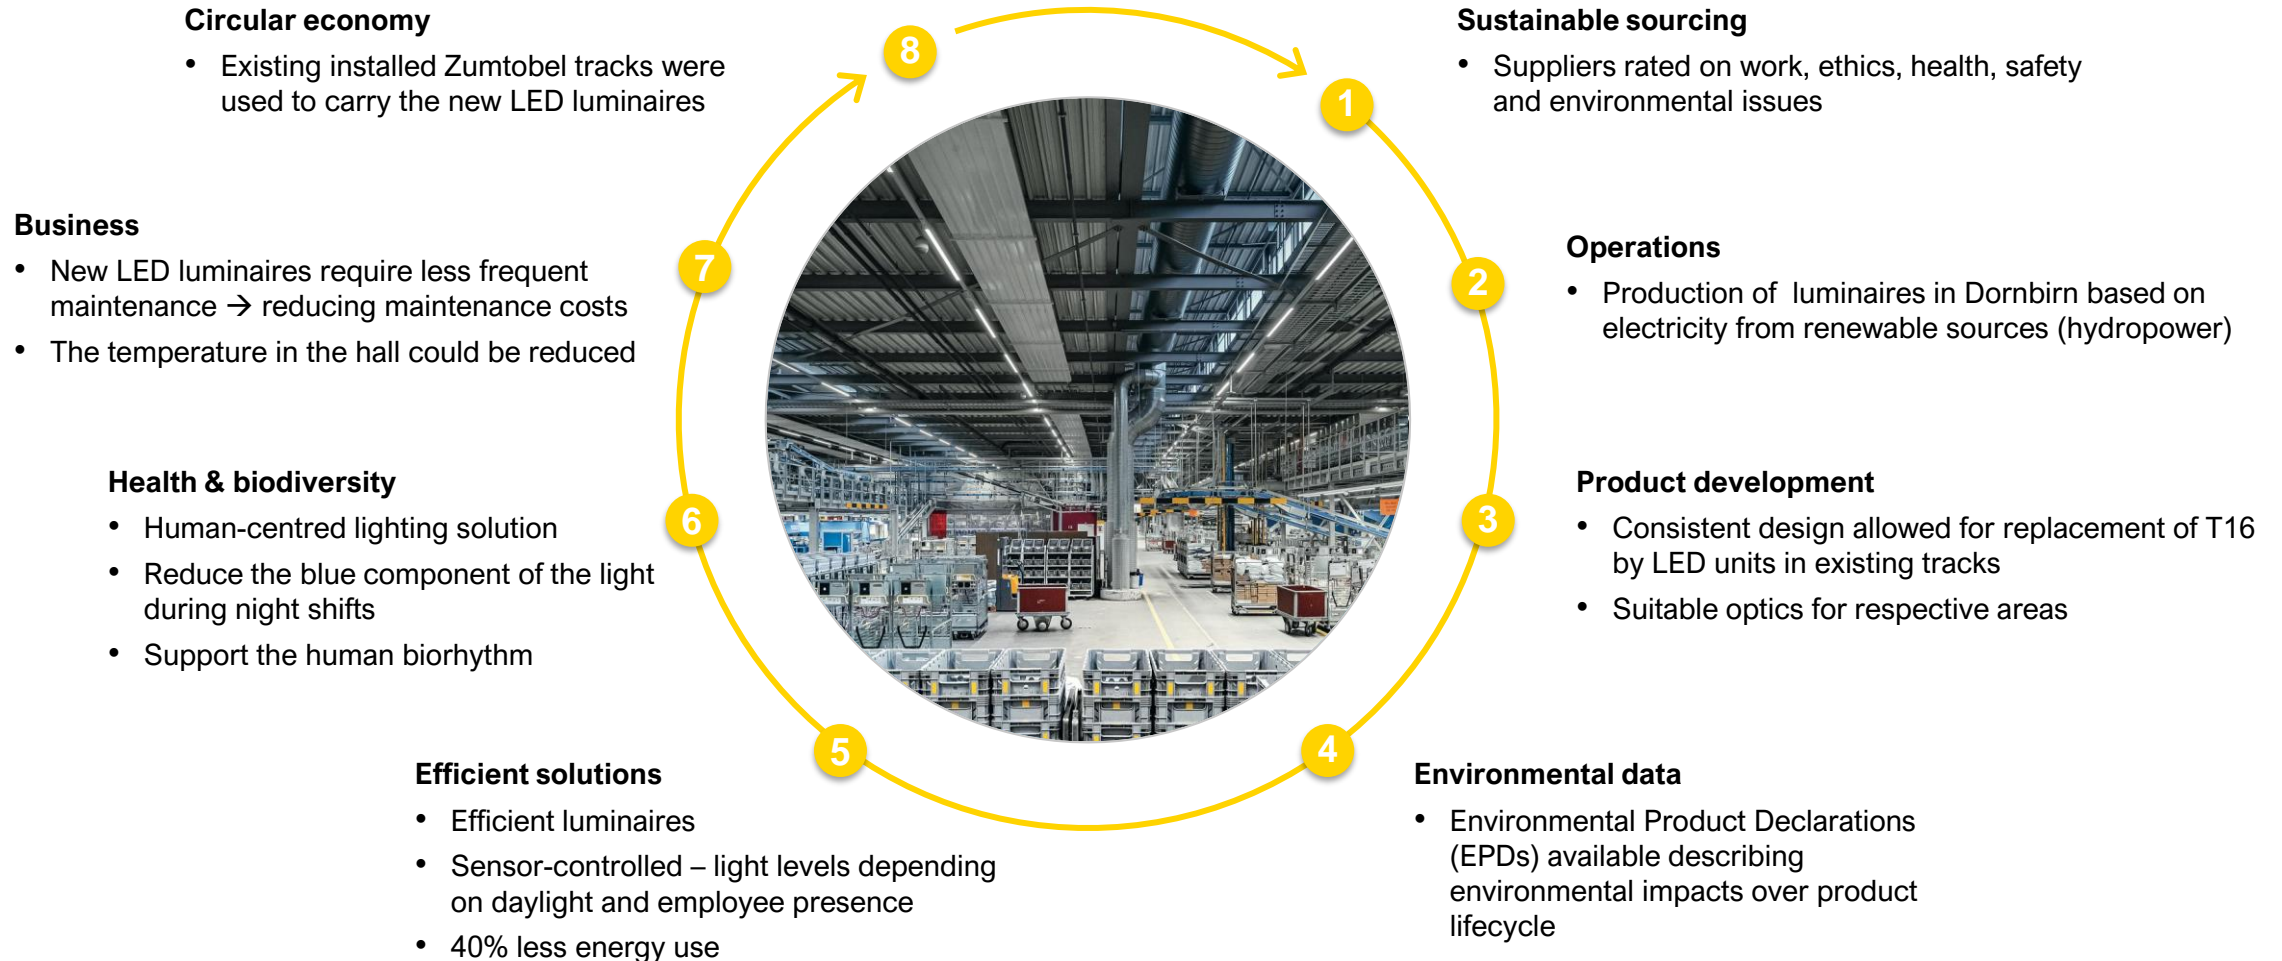 Circular economy
• Existing installed Zumtobel tracks were
used to carry the new LED luminaires
8
Sustainable sourcing
• Suppliers rated on work, ethics, health, safety
and environmental issues
1
Business
• New LED luminaires require less frequent
maintenance → reducing maintenance costs
• The temperature in the hall could be reduced
7
Operations
• Production of  luminaires in Dornbirn based on
electricity from renewable sources (hydropower)
2
Health & biodiversity
• Human-centred lighting solution
• Reduce the blue component of the light
during night shifts
• Support the human biorhythm
6
Product development
• Consistent design allowed for replacement of T16
by LED units in existing tracks
• Suitable optics for respective areas
3
5
Efficient solutions
• Efficient luminaires
• Sensor-controlled – light levels depending
on daylight and employee presence
• 40% less energy use
4
Environmental data
• Environmental Product Declarations
(EPDs) available describing
environmental impacts over product
lifecycle